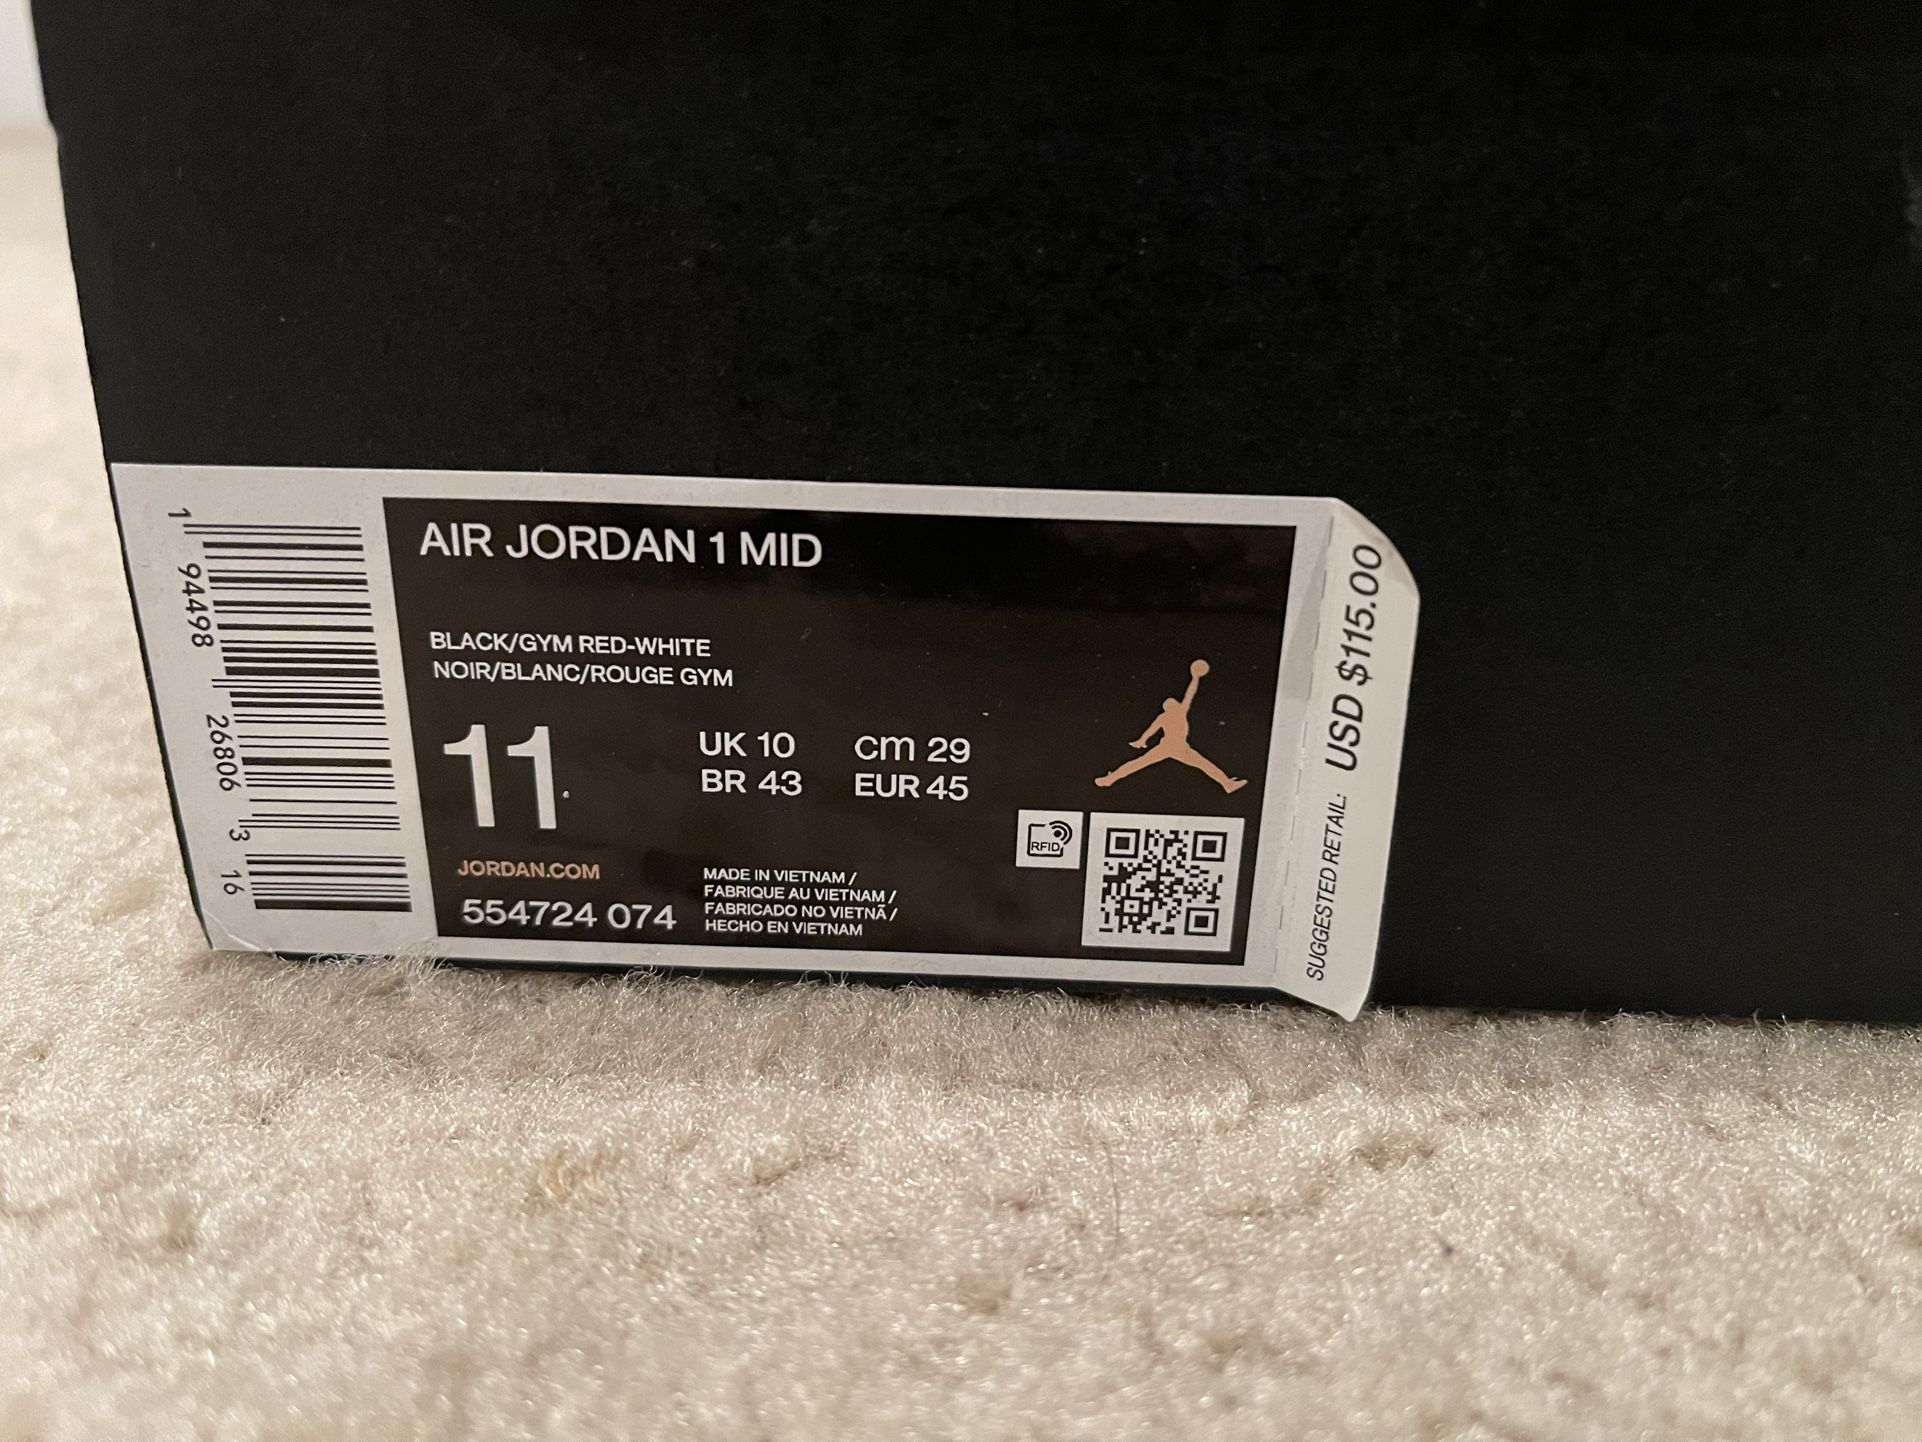 AIR JORDAN 1 MID
BLACK/GYM RED-WHITE
NOIR/BLANC/ROUGE GYM
11
UK 10 cm 29
BR 43 EUR 45
JORDAN.COM
554724 074
MADE IN VIETNAM /
FABRIQUE AU VIETNAM /
FABRICADO NO VIETNÃ /
HECHO EN VIETNAM
RFID
1 94498 26806 3 16
SUGGESTED RETAIL: USD $115.00